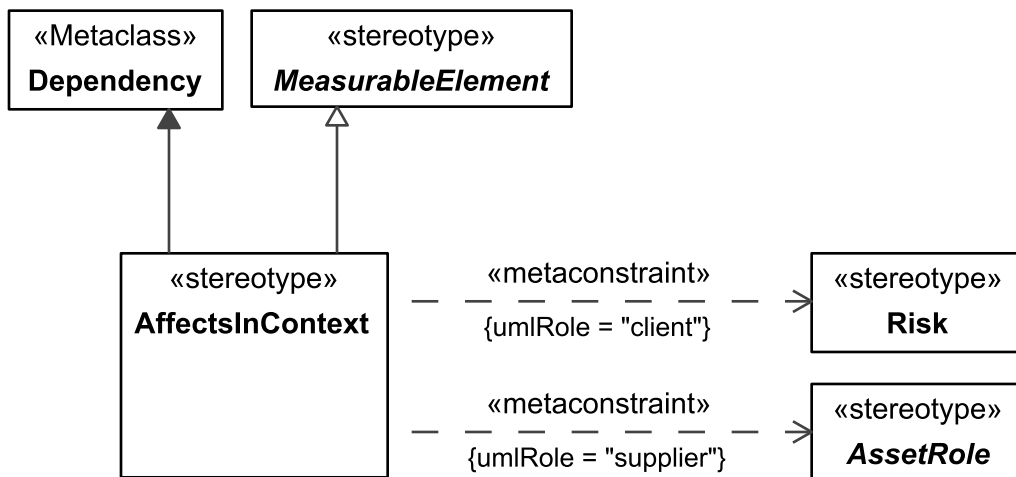 «Metaclass»
Dependency
«stereotype»
MeasurableElement
«stereotype»
AffectsInContext
«metaconstraint»
{umlRole = "client"}
«stereotype»
Risk
«metaconstraint»
{umlRole = "supplier"}
«stereotype»
AssetRole